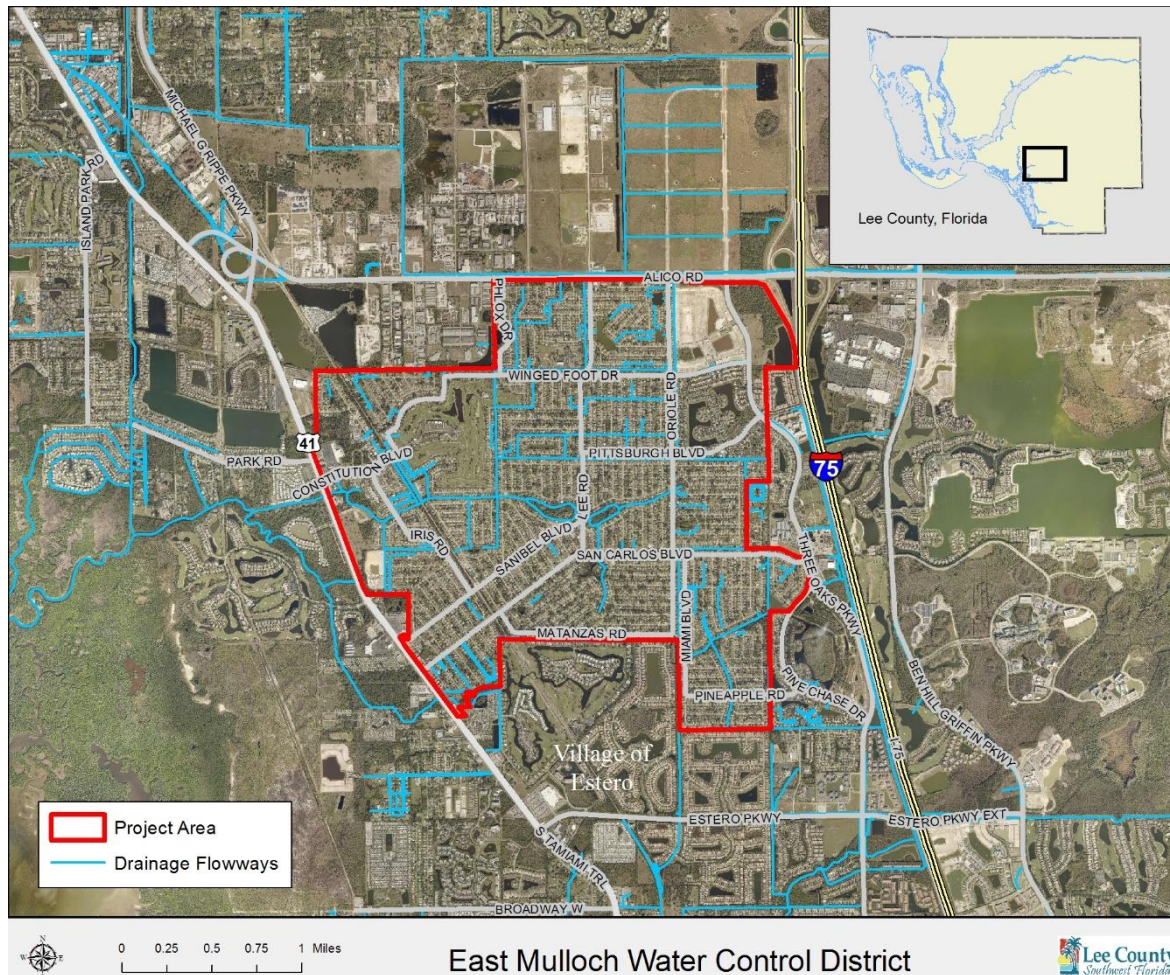 Lee County, Florida
MICHAEL G RIPPE PKWY
ISLAND PARK RD
ALICO RD
PHLOX DR
WINGED FOOT DR
ORIOLE RD
41
PARK RD
CONSTITUTION BLVD
PITTSBURGH BLVD
75
LEE RD
IRIS RD
SANIBEL BLVD
SAN CARLOS BLVD
THREE OAKS PKWY
MIAMI BLVD
MATANZAS RD
PINEAPPLE RD
PINE CHASE DR
BEN HILL GRIFFIN PKWY
I-75
Village of
Estero
ESTERO PKWY
ESTERO PKWY EXT
S TAMIAMI TRL
BROADWAY W
Project Area
Drainage Flowways
N
W
E
S
0 0.25 0.5 0.75 1 Miles
East Mulloch Water Control District
Lee County
Southwest Florida